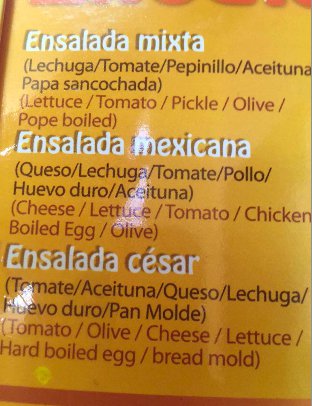 Ensalada mixta
(Lechuga/Tomate/Pepinillo/Aceituna
Papa sancochada)
(Lettuce / Tomato / Pickle / Olive /
Pope boiled)
Ensalada mexicana
(Queso/Lechuga/Tomate/Pollo/
Huevo duro/Aceituna)
(Cheese / Lettuce / Tomato / Chicken
Boiled Egg / Olive)
Ensalada césar
(Tomate/Aceituna/Queso/Lechuga/
Huevo duro/Pan Molde)
(Tomato / Olive / Cheese / Lettuce /
Hard boiled egg / bread mold)